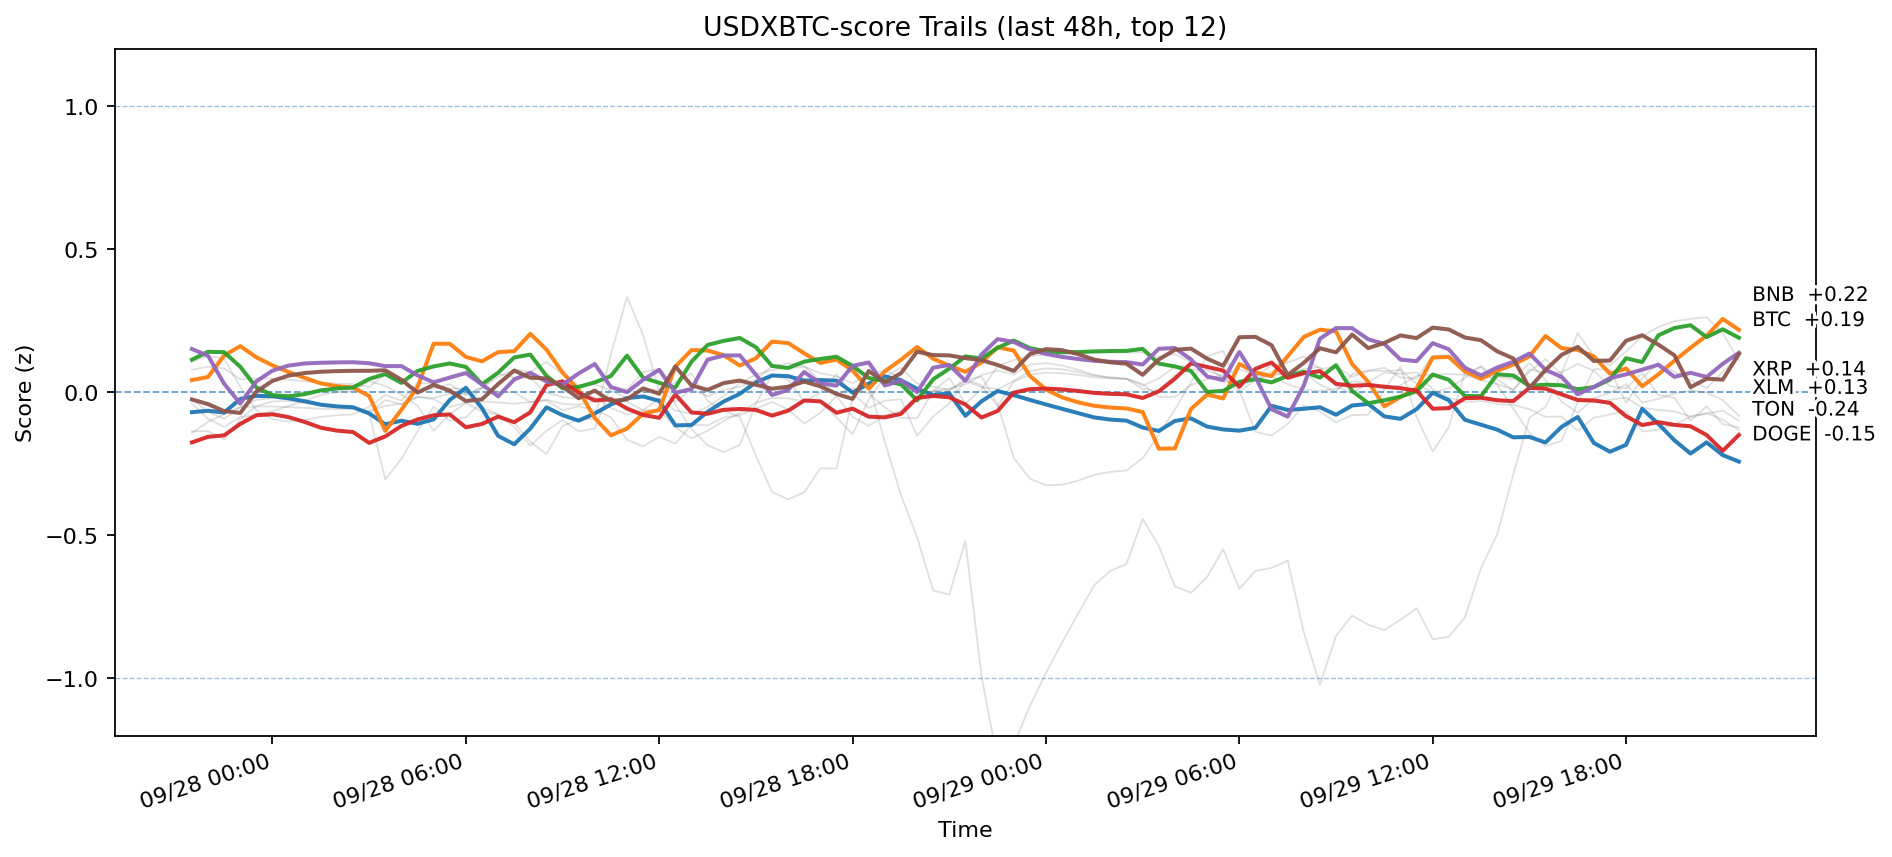 USDXBTC-score Trails (last 48h, top 12)
Score (z)
1.0
0.5
0.0
−0.5
−1.0
BNB +0.22
BTC +0.19
XRP +0.14
XLM +0.13
TON -0.24
DOGE -0.15
09/28 00:00
09/28 06:00
09/28 12:00
09/28 18:00
09/29 00:00
09/29 06:00
09/29 12:00
09/29 18:00
Time